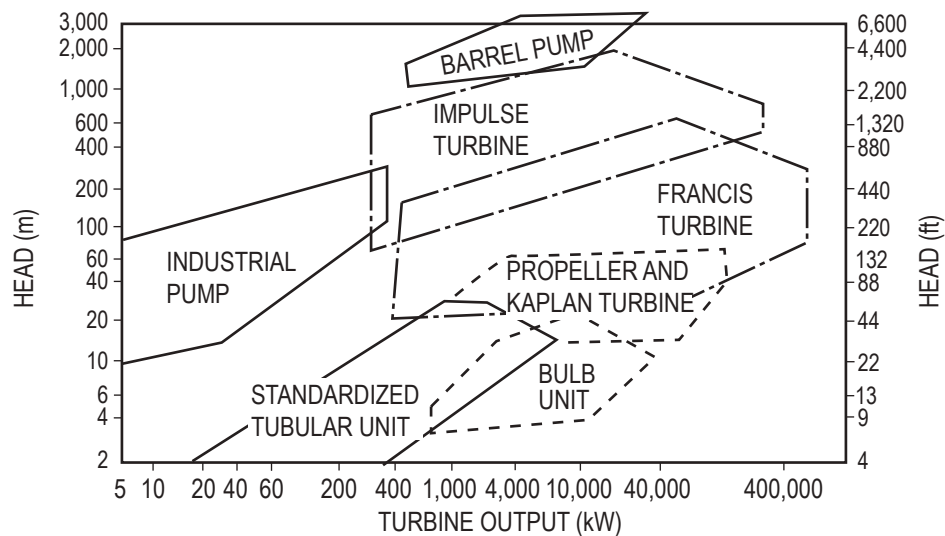 3,000
2,000
1,000
600
400
200
100
60
40
20
10
6
4
2
HEAD (m)
6,600
4,400
2,200
1,320
880
440
220
132
88
44
22
13
9
4
HEAD (ft)
BARREL PUMP
IMPULSE
TURBINE
FRANCIS
TURBINE
INDUSTRIAL
PUMP
PROPELLER AND
KAPLAN TURBINE
BULB
UNIT
STANDARDIZED
TUBULAR UNIT
5 10 20 40 60 200 400 1,000 4,000 10,000 40,000 400,000
TURBINE OUTPUT (kW)